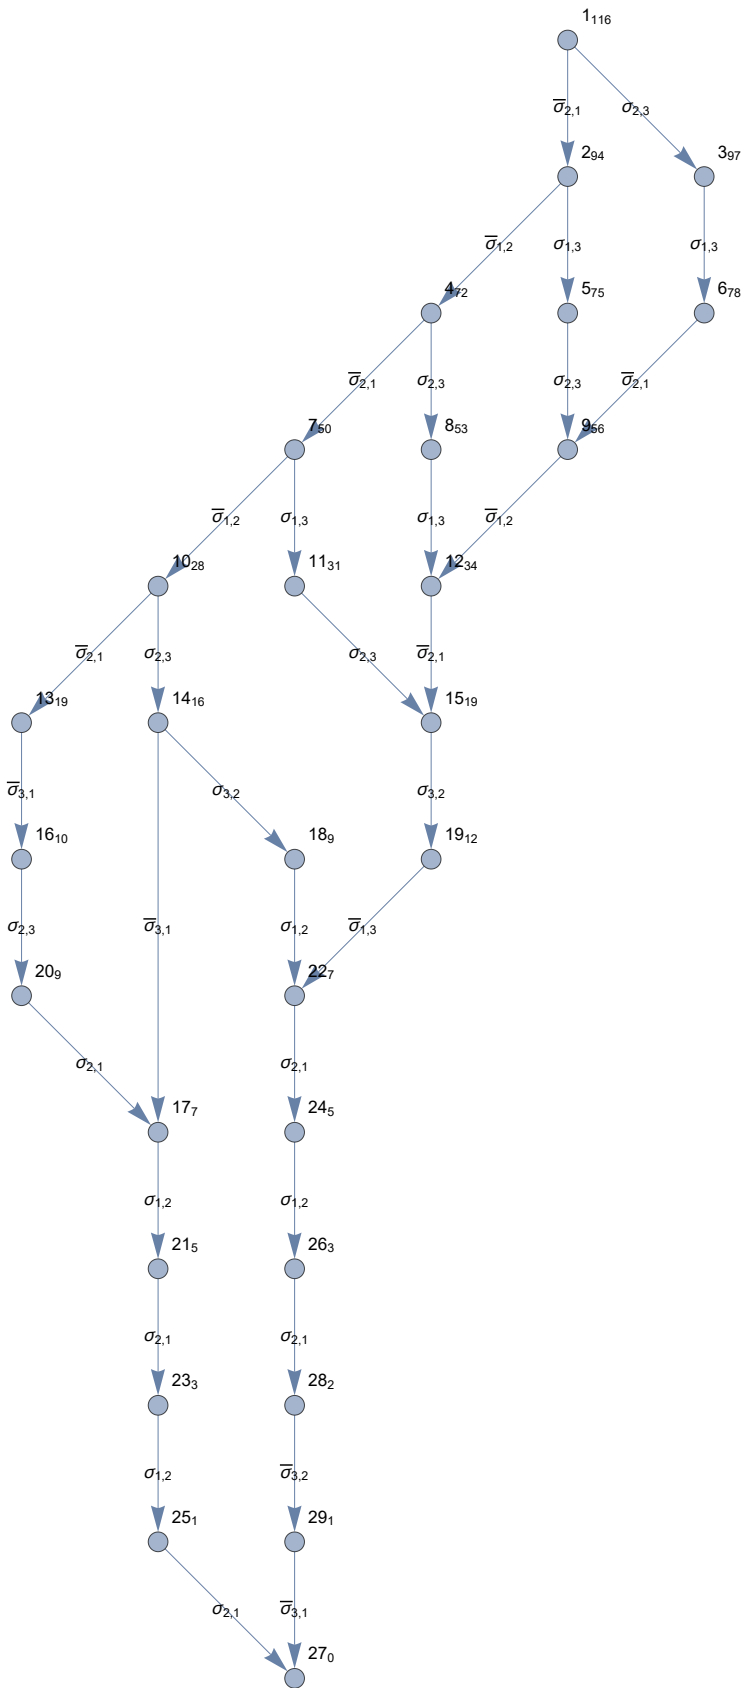 1₁₁₆
σ̅₂,₁ σ₂,₃
2₉₄ 3₉₇
σ̅₁,₂ σ₁,₃ σ₁,₃
4₇₂ 5₇₅ 6₇₈
σ̅₂,₁ σ₂,₃ σ₂,₃ σ̅₂,₁
7₅₀ 8₅₃ 9₅₆
σ̅₁,₂ σ₁,₃ σ₁,₃ σ̅₁,₂
10₂₈ 11₃₁ 12₃₄
σ̅₂,₁ σ₂,₃ σ₂,₃ σ̅₂,₁
13₁₉ 14₁₆ 15₁₉
σ̅₃,₁ σ₃,₂ σ₃,₂
16₁₀ 18₉ 19₁₂
σ₂,₃ σ̅₃,₁ σ₁,₂ σ̅₁,₃
20₉ 22₇
σ₂,₁ σ₂,₁
17₇ 24₅
σ₁,₂ σ₁,₂
21₅ 26₃
σ₂,₁ σ₂,₁
23₃ 28₂
σ₁,₂ σ̅₃,₂
25₁ 29₁
σ₂,₁ σ̅₃,₁
27₀